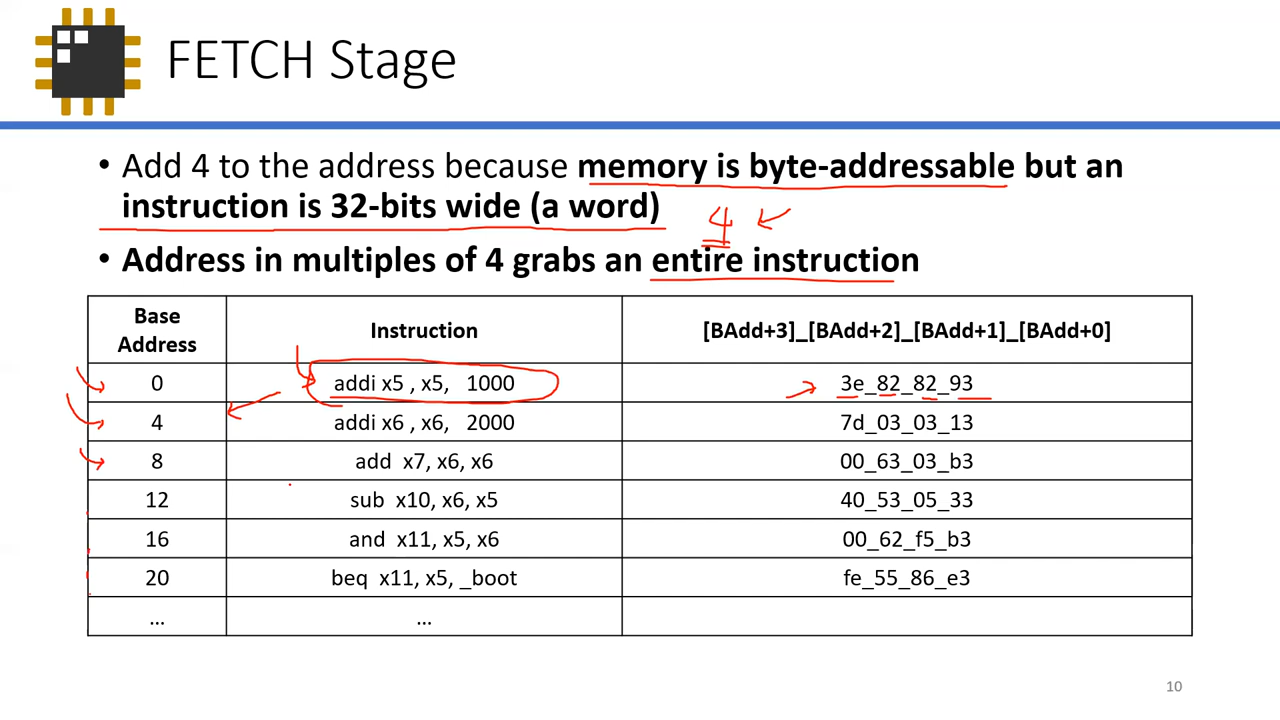 FETCH Stage
• Add 4 to the address because memory is byte-addressable but an
instruction is 32-bits wide (a word)
4
• Address in multiples of 4 grabs an entire instruction
Base Address Instruction [BAdd+3]_[BAdd+2]_[BAdd+1]_[BAdd+0]
0 addi x5 , x5, 1000 3e_82_82_93
4 addi x6 , x6, 2000 7d_03_03_13
8 add x7, x6, x6 00_63_03_b3
12 sub x10, x6, x5 40_53_05_33
16 and x11, x5, x6 00_62_f5_b3
20 beq x11, x5, _boot fe_55_86_e3
... ...
10